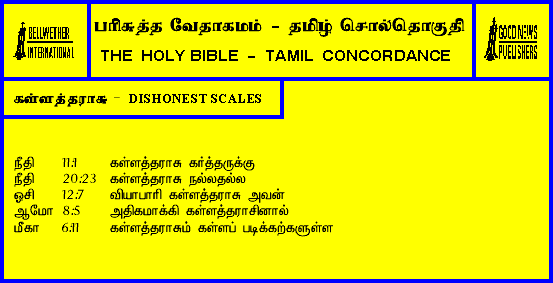 BELLWETHER
INTERNATIONAL
பரிசுத்த வேதாகமம் - தமிழ் சொல்தொகுதி
THE HOLY BIBLE - TAMIL CONCORDANCE
GOOD NEWS
PUBLISHERS
கள்ளத்தராசு - DISHONEST SCALES
நீதி 11:1 கள்ளத்தராசு கர்த்தருக்கு
நீதி 20:23 கள்ளத்தராசு நல்லதல்ல
ஓசி 12:7 வியாபாரி கள்ளத்தராசு அவன்
ஆமோ 8:5 அதிகமாக்கி கள்ளத்தராசினால்
மீகா 6:11 கள்ளத்தராசும் கள்ளப் படிக்கற்களுள்ள